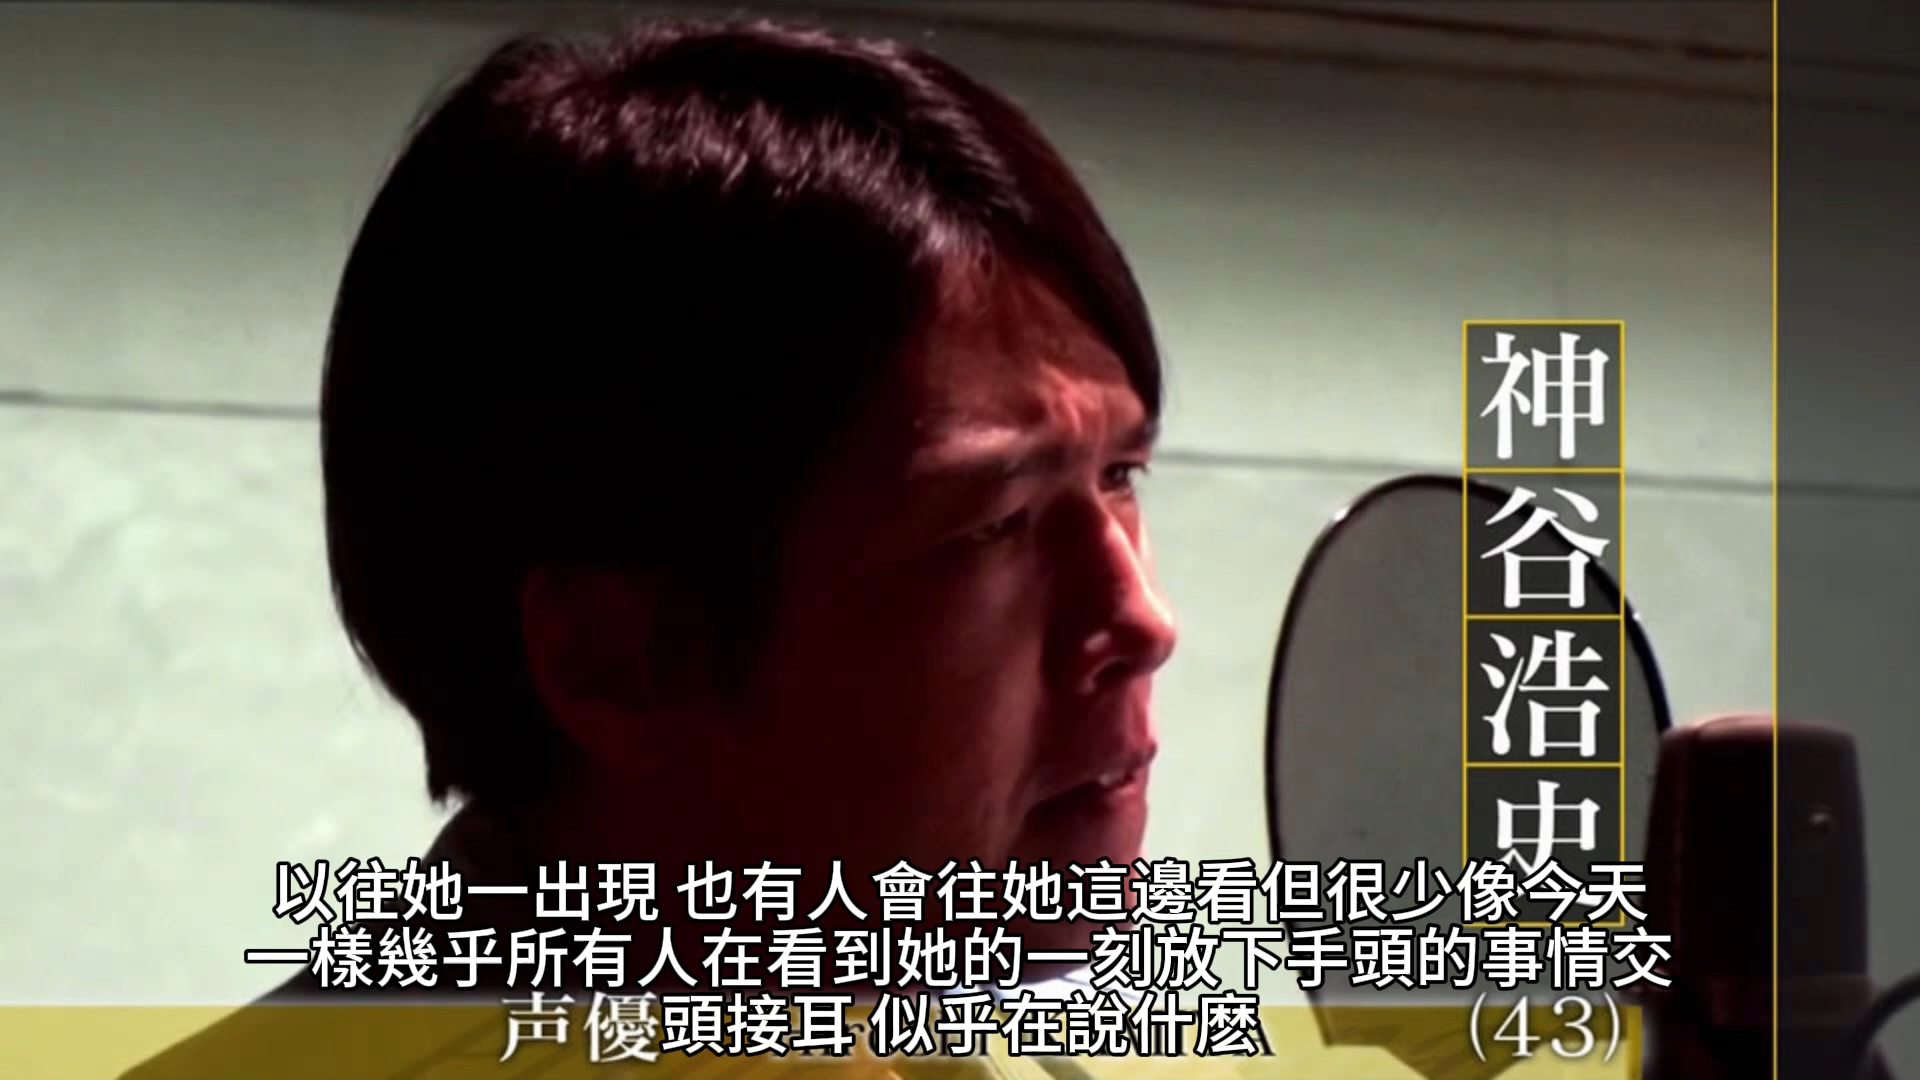 神谷浩史
以往她一出現 也有人會往她這邊看但很少像今天
一樣幾乎所有人在看到她的一刻放下手頭的事情交
頭接耳 似乎在說什麽
声優
(43)